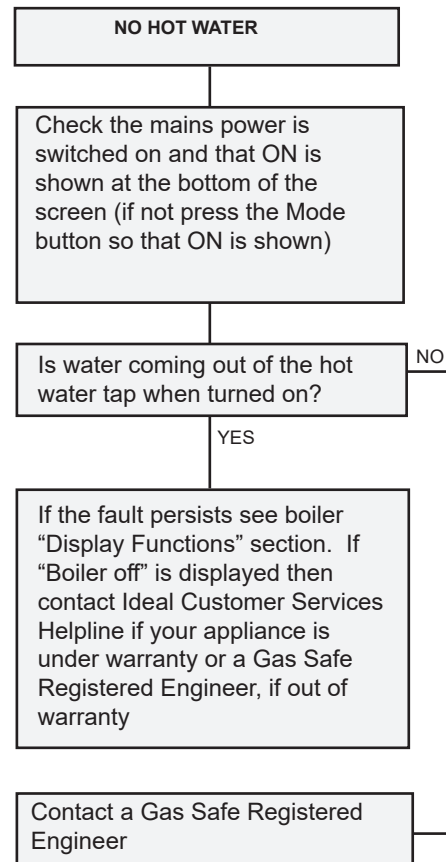 NO HOT WATER
Check the mains power is
switched on and that ON is
shown at the bottom of the
screen (if not press the Mode
button so that ON is shown)
Is water coming out of the hot
water tap when turned on?
NO
YES
If the fault persists see boiler
“Display Functions” section.  If
“Boiler off” is displayed then
contact Ideal Customer Services
Helpline if your appliance is
under warranty or a Gas Safe
Registered Engineer, if out of
warranty
Contact a Gas Safe Registered
Engineer